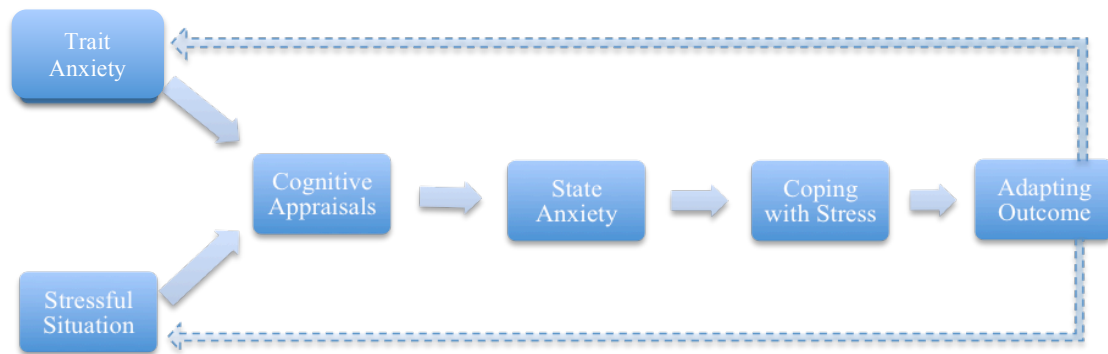 Trait
Anxiety
Cognitive
Appraisals
State
Anxiety
Coping
with Stress
Adapting
Outcome
Stressful
Situation